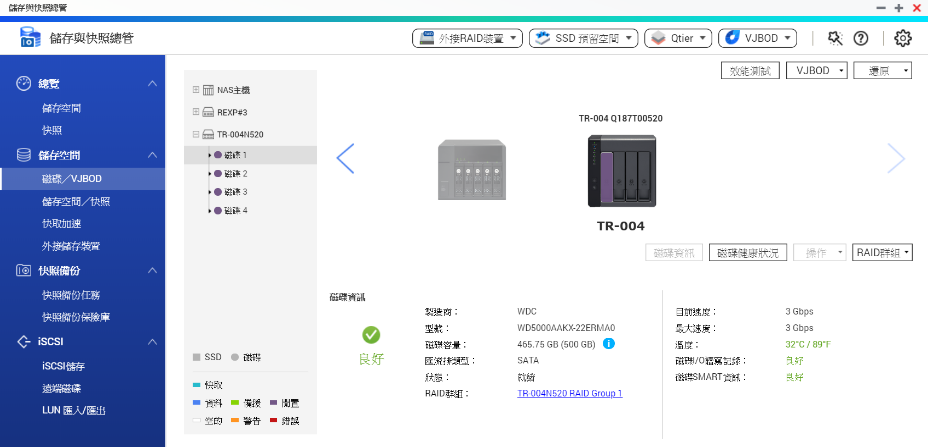 儲存與快照總管
儲存與快照總管
外接RAID裝置
SSD 預留空間
Qtier
VJBOD
總覽
儲存空間
快照
儲存空間
磁碟／VJBOD
儲存空間／快照
快取加速
外接儲存裝置
快照備份
快照備份任務
快照備份保險庫
iSCSI
iSCSI儲存
遠端磁碟
LUN 匯入/匯出
NAS主機
REXP#3
TR-004N520
磁碟 1
磁碟 2
磁碟 3
磁碟 4
SSD 磁碟
快取
資料 備援 閒置
空的 警告 錯誤
效能測試
VJBOD
還原
TR-004 Q187T00520
TR-004
磁碟資訊
磁碟健康狀況
操作
RAID群組
磁碟資訊
良好
製造商： WDC
型號： WD5000AAKX-22ERMA0
磁碟容量： 465.75 GB (500 GB)
匯流排類型： SATA
狀態： 就緒
RAID群組： TR-004N520 RAID Group 1
目前速度： 3 Gbps
最大速度： 3 Gbps
溫度： 32°C / 89°F
磁碟I/O檔寫記錄： 良好
磁碟SMART資訊： 良好